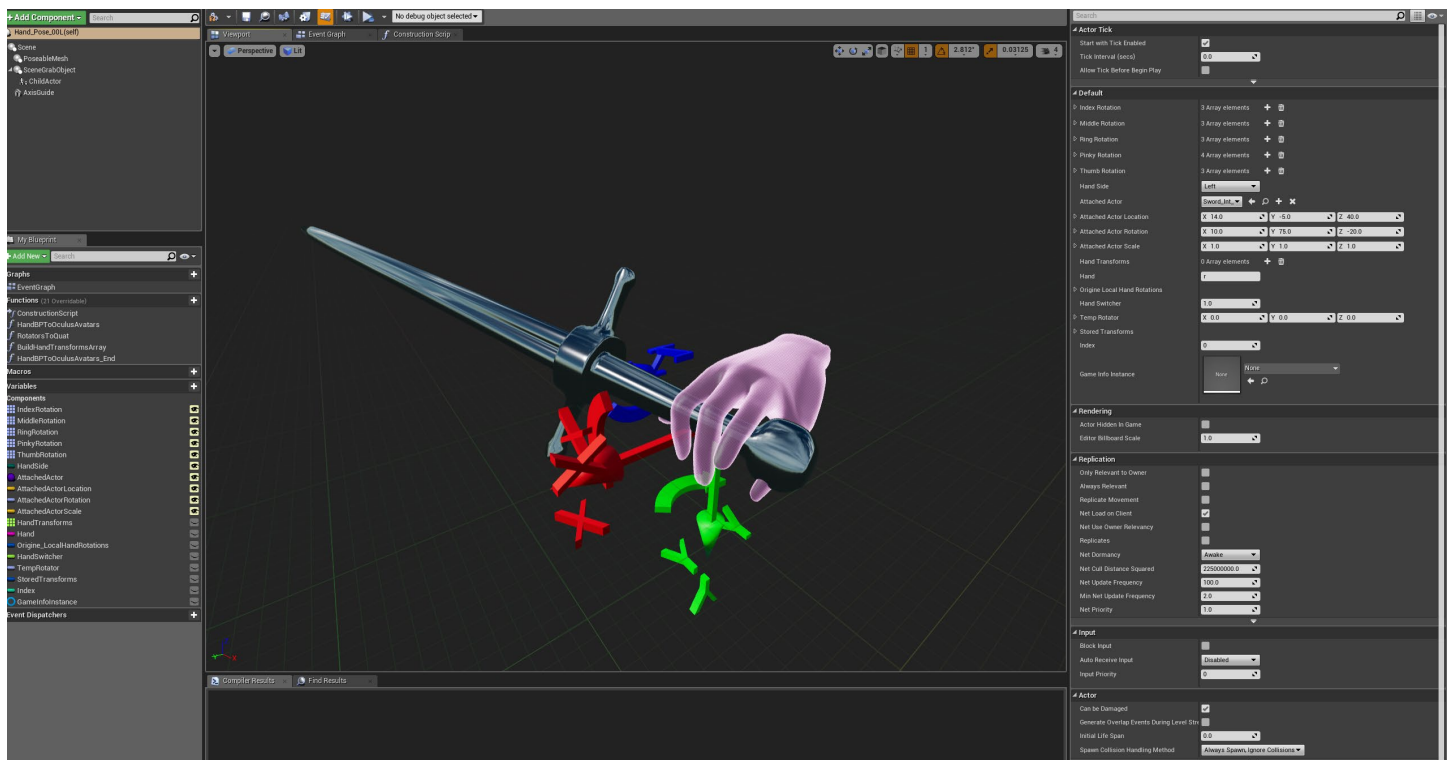 + Add Component
Search
No debug object selected
Search
Hand_Pose_00L(self)
Scene
PoseableMesh
SceneGrabObject
ChildActor
AxisGuide
My Blueprint
+ Add New
Search
Graphs
EventGraph
Functions (21 Overridable)
ConstructionScript
HandBPToOculusAvatars
RotatorsToQuat
BuildHandTransformsArray
HandBPToOculusAvatars_End
Macros
Variables
Components
IndexRotation
MiddleRotation
RingRotation
PinkyRotation
ThumbRotation
HandSide
AttachedActor
AttachedActorLocation
AttachedActorRotation
AttachedActorScale
HandTransforms
Hand
Origine_LocalHandRotations
HandSwitcher
TempRotator
StoredTransforms
Index
GameInfoInstance
Event Dispatchers
Viewport
Event Graph
Construction Scrip
Perspective
Lit
1
2.812°
0.03125
4
X
X
X
Y
Y
Z
Compiler Results
Find Results
Actor Tick
Start with Tick Enabled
Tick Interval (secs) 0.0
Allow Tick Before Begin Play
Default
Index Rotation 3 Array elements
Middle Rotation 3 Array elements
Ring Rotation 3 Array elements
Pinky Rotation 4 Array elements
Thumb Rotation 3 Array elements
Hand Side Left
Attached Actor Sword_Int_
Attached Actor Location X 14.0 Y -5.0 Z 40.0
Attached Actor Rotation X 10.0 Y 75.0 Z -20.0
Attached Actor Scale X 1.0 Y 1.0 Z 1.0
Hand Transforms 0 Array elements
Hand r
Origine Local Hand Rotations
Hand Switcher 1.0
Temp Rotator X 0.0 Y 0.0 Z 0.0
Stored Transforms
Index 0
Game Info Instance None None
Rendering
Actor Hidden In Game
Editor Billboard Scale 1.0
Replication
Only Relevant to Owner
Always Relevant
Replicate Movement
Net Load on Client
Net Use Owner Relevancy
Replicates
Net Dormancy Awake
Net Cull Distance Squared 225000000.0
Net Update Frequency 100.0
Min Net Update Frequency 2.0
Net Priority 1.0
Input
Block Input
Auto Receive Input Disabled
Input Priority 0
Actor
Can be Damaged
Generate Overlap Events During Level Stre
Initial Life Span 0.0
Spawn Collision Handling Method Always Spawn, Ignore Collisions